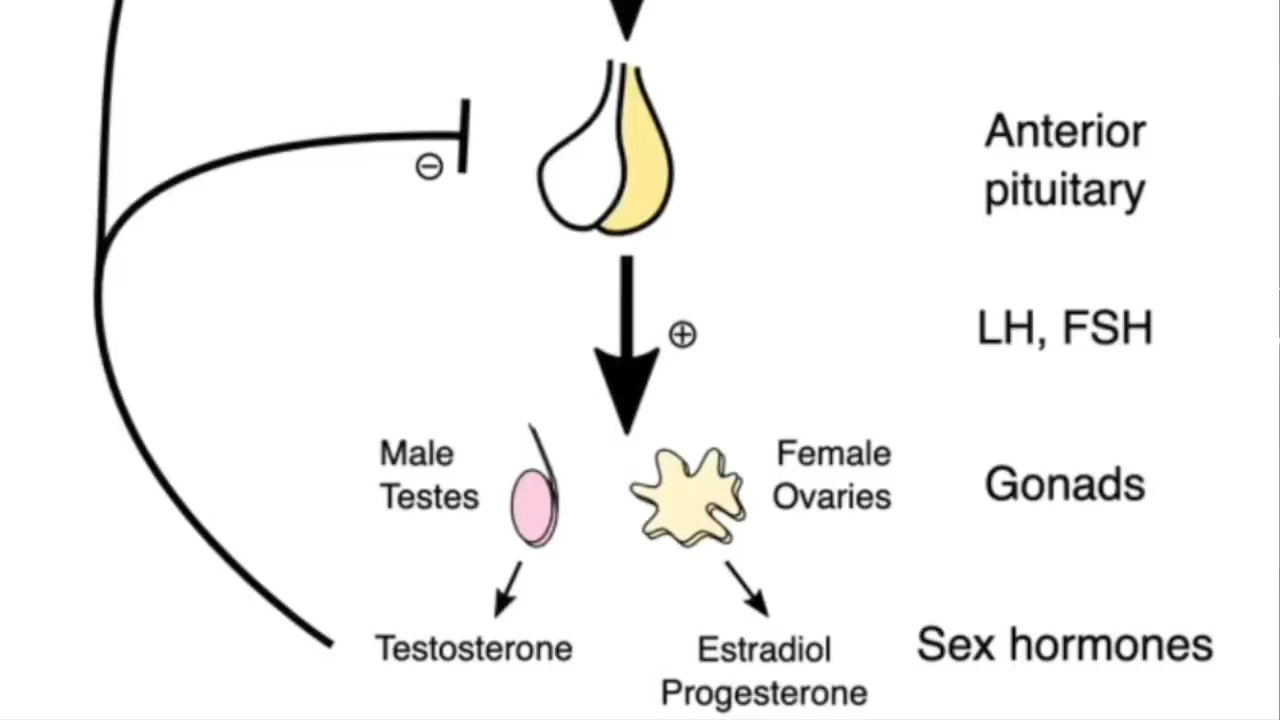 Anterior
pituitary
⊖
⊕
LH, FSH
Male
Testes
Female
Ovaries
Gonads
Testosterone
Estradiol
Progesterone
Sex hormones